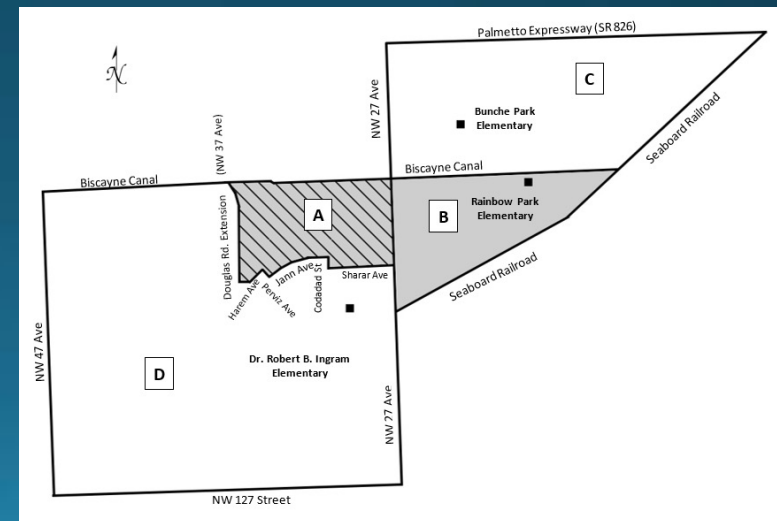 Palmetto Expressway (SR 826)
N
C
NW 27 Ave
Bunche Park
Elementary
Seaboard Railroad
(NW 37 Ave)
Biscayne Canal
Biscayne Canal
A
B
Rainbow Park
Elementary
Douglas Rd. Extension
Harem Ave
Perviz Ave
Jann Ave
Codadad St
Sharar Ave
Seaboard Railroad
NW 47 Ave
D
Dr. Robert B. Ingram
Elementary
NW 27 Ave
NW 127 Street